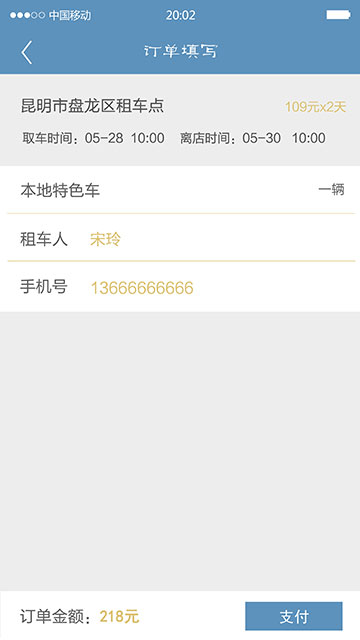 中国移动 20:02
订单填写
昆明市盘龙区租车点 109元x2天
取车时间：05-28 10:00 离店时间：05-30 10:00
本地特色车 一辆
租车人 宋玲
手机号 13666666666
订单金额：218元 支付